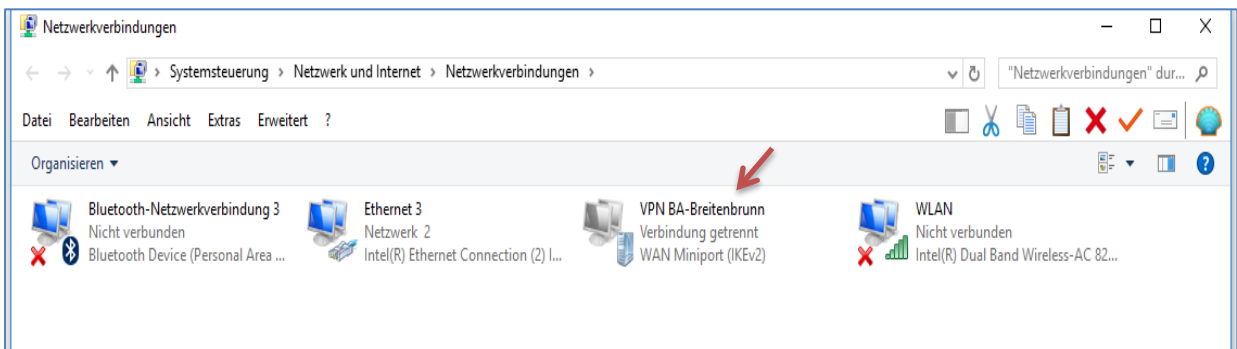 Netzwerkverbindungen
Systemsteuerung > Netzwerk und Internet > Netzwerkverbindungen >
"Netzwerkverbindungen" dur...
Datei Bearbeiten Ansicht Extras Erweitert ?
Organisieren
Bluetooth-Netzwerkverbindung 3
Nicht verbunden
Bluetooth Device (Personal Area ...
Ethernet 3
Netzwerk 2
Intel(R) Ethernet Connection (2) I...
VPN BA-Breitenbrunn
Verbindung getrennt
WAN Miniport (IKEv2)
WLAN
Nicht verbunden
Intel(R) Dual Band Wireless-AC 82...